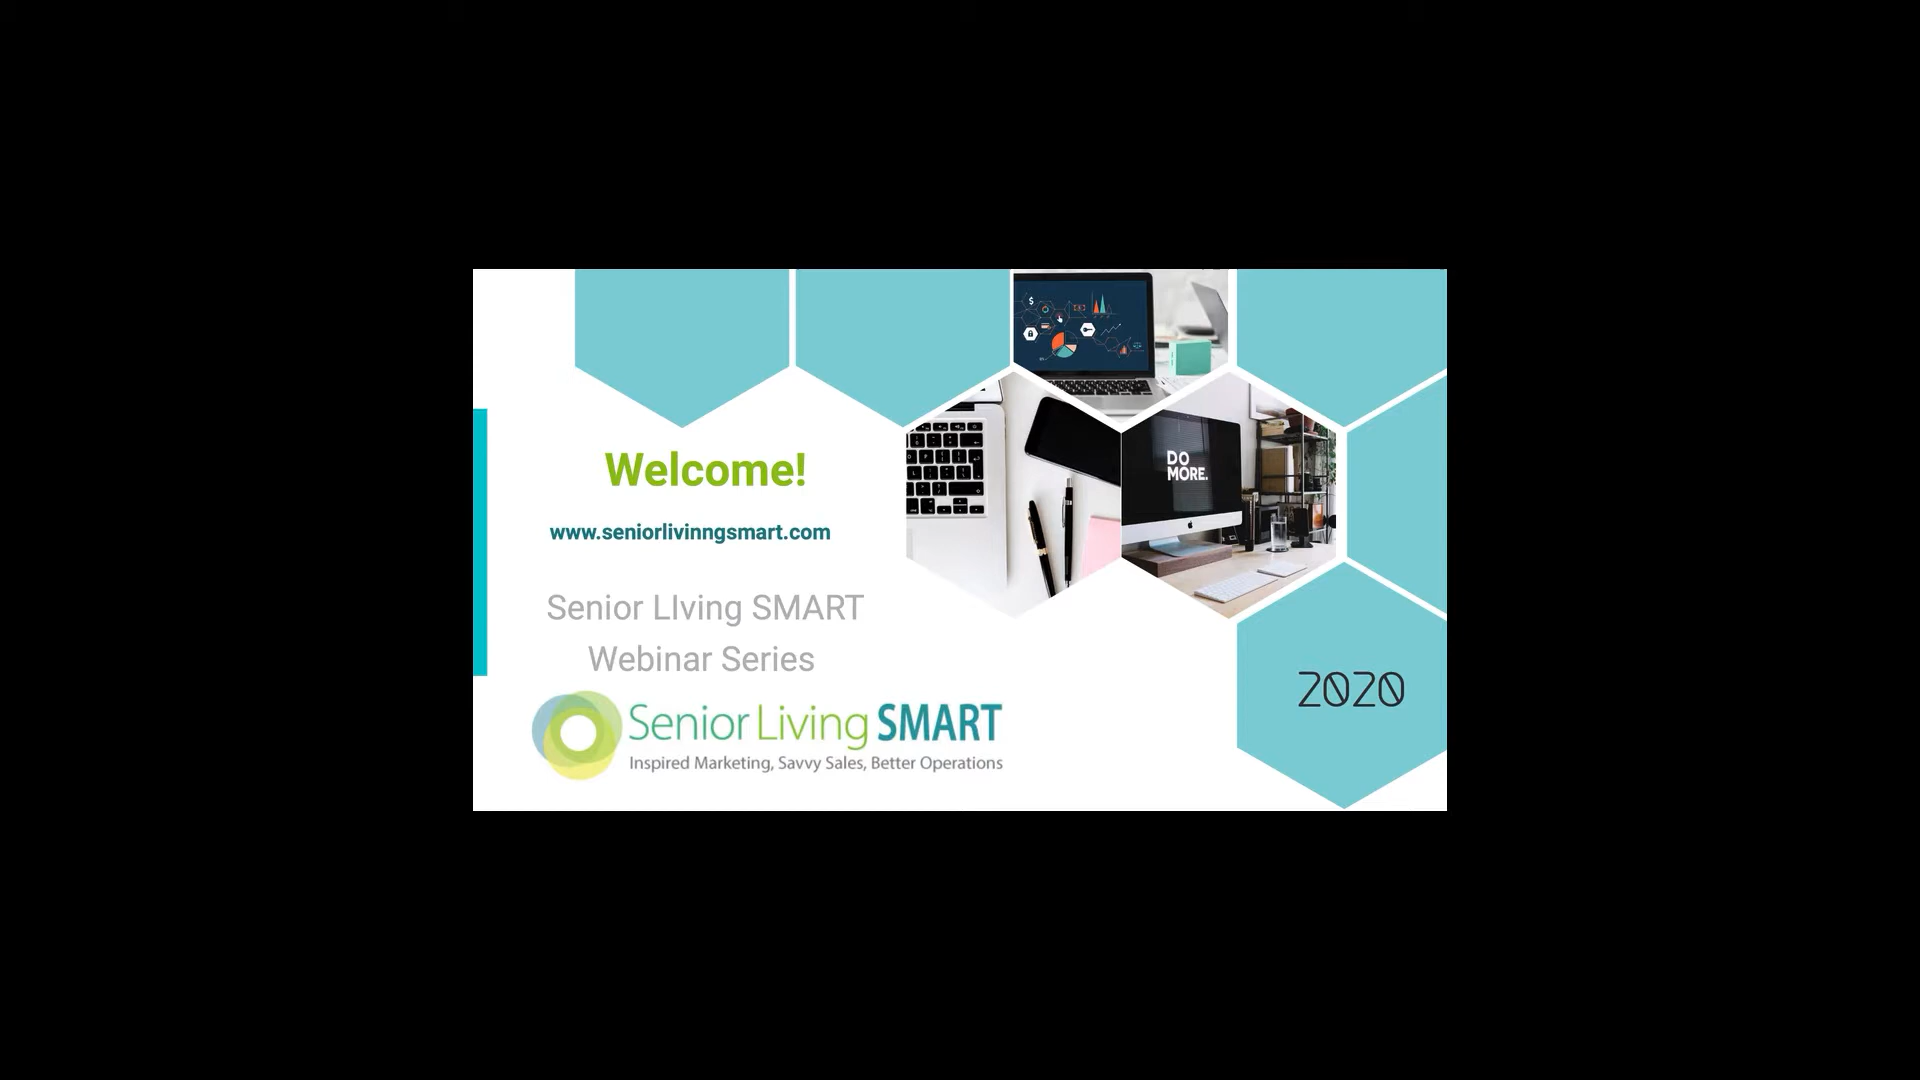 DO
MORE.
Welcome!
www.seniorlivinngsmart.com
Senior LIving SMART
Webinar Series
2020
Senior Living SMART
Inspired Marketing, Savvy Sales, Better Operations